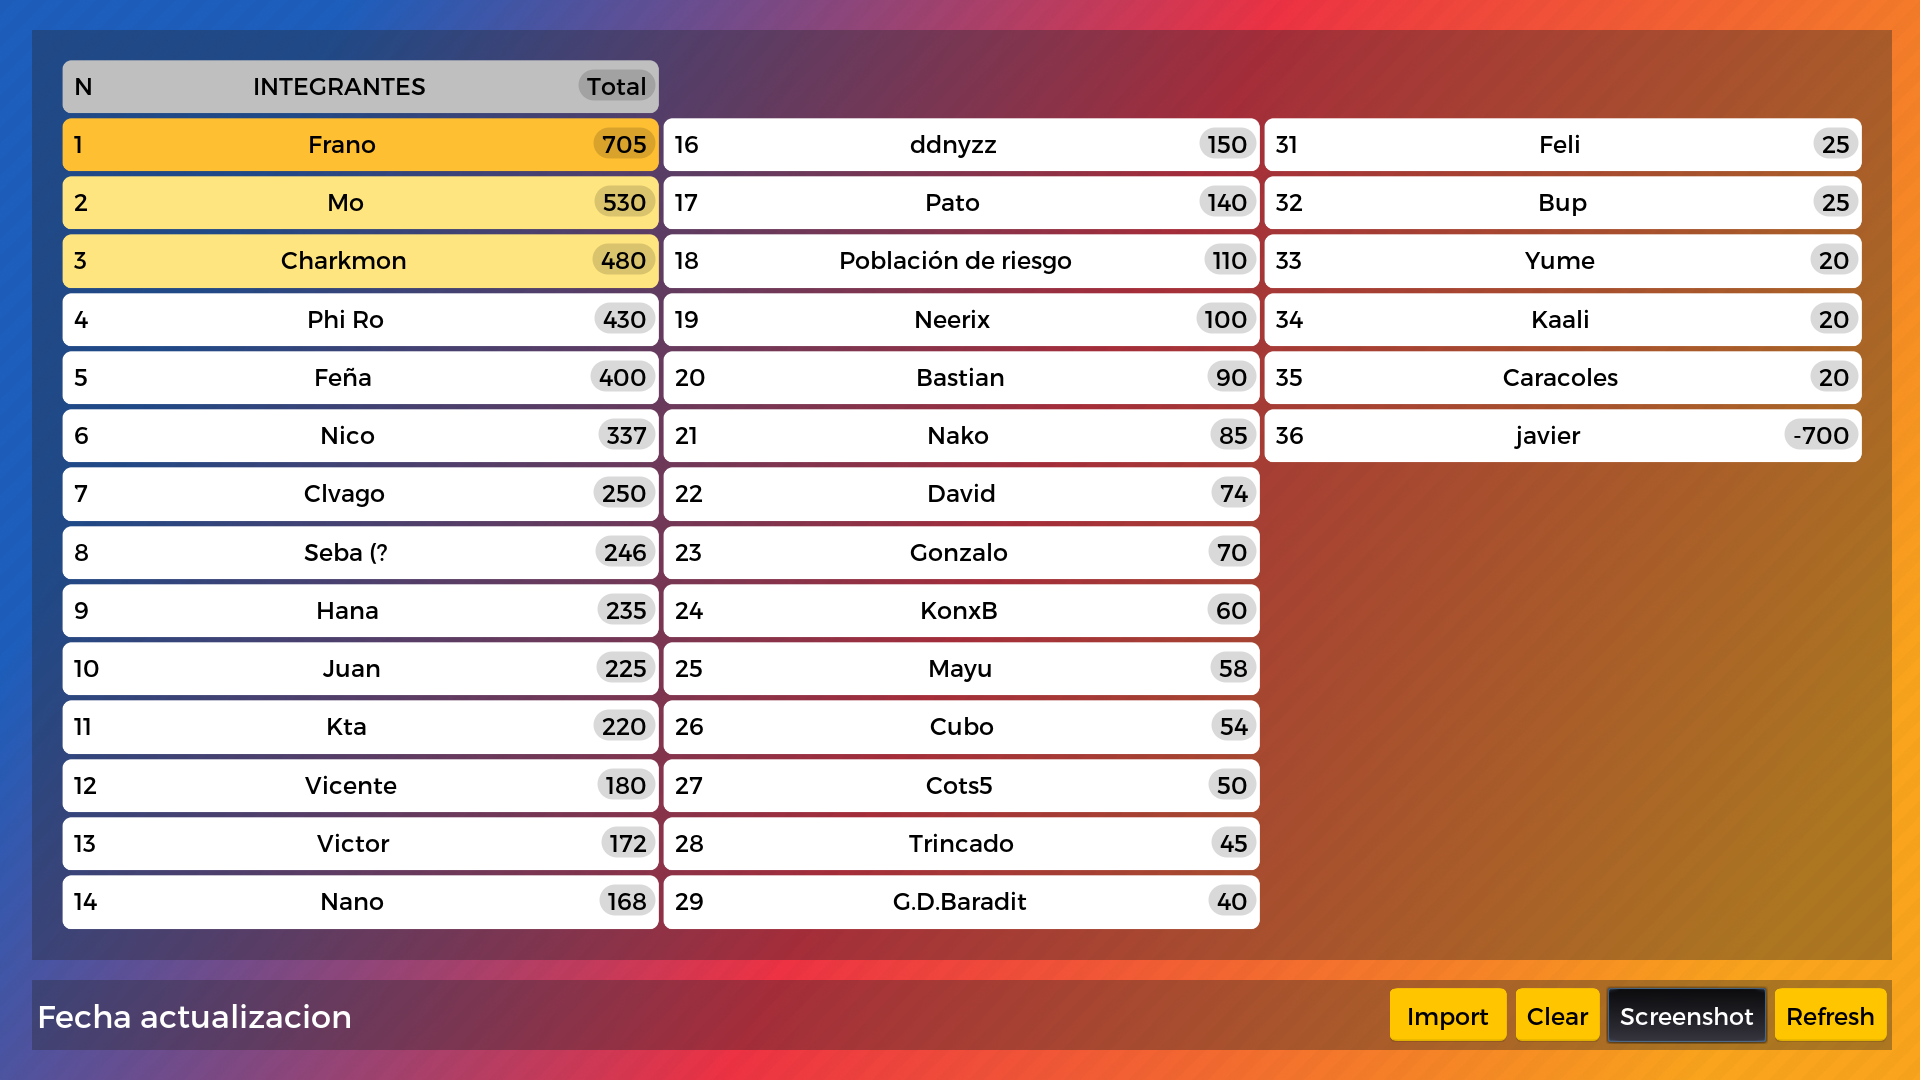 N INTEGRANTES Total
1 Frano 705
2 Mo 530
3 Charkmon 480
4 Phi Ro 430
5 Feña 400
6 Nico 337
7 Clvago 250
8 Seba (? 246
9 Hana 235
10 Juan 225
11 Kta 220
12 Vicente 180
13 Victor 172
14 Nano 168
16 ddnyzz 150
17 Pato 140
18 Población de riesgo 110
19 Neerix 100
20 Bastian 90
21 Nako 85
22 David 74
23 Gonzalo 70
24 KonxB 60
25 Mayu 58
26 Cubo 54
27 Cots5 50
28 Trincado 45
29 G.D.Baradit 40
31 Feli 25
32 Bup 25
33 Yume 20
34 Kaali 20
35 Caracoles 20
36 javier -700
Fecha actualizacion
Import Clear Screenshot Refresh